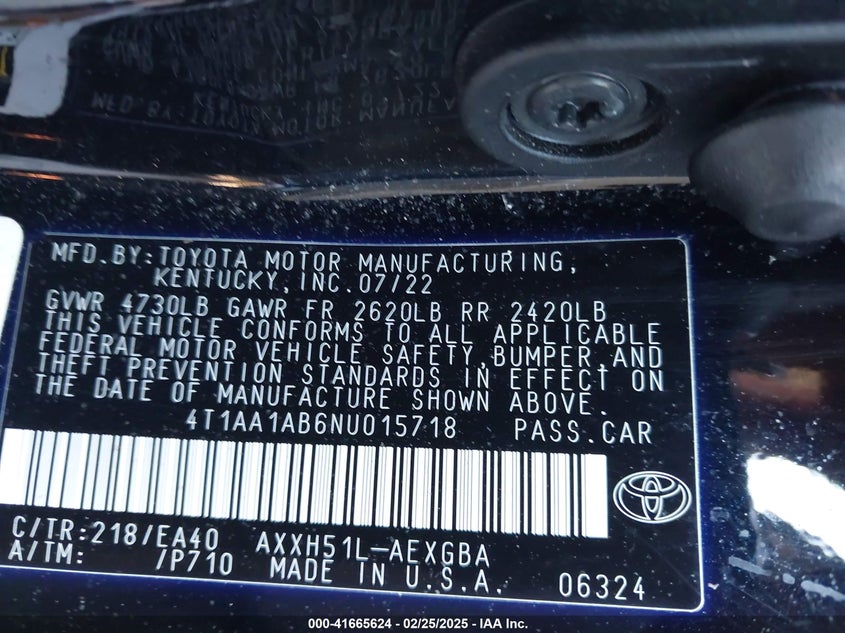 MFD.BY:TOYOTA MOTOR MANUFACTURING,
KENTUCKY,INC.07/22
GVWR 4730LB GAWR FR 2620LB RR 2420LB
THIS VEHICLE CONFORMS TO ALL APPLICABLE
FEDERAL MOTOR VEHICLE SAFETY,BUMPER,AND
THEFT PREVENTION STANDARDS IN EFFECT ON
THE DATE OF MANUFACTURE SHOWN ABOVE.
4T1AA1AB6NU015718 PASS.CAR
C/TR:218/EA40 AXXH51L-AEXGBA
A/TM: /P710 MADE IN U.S.A. 06324
000-41665624 - 02/25/2025 - IAA Inc.